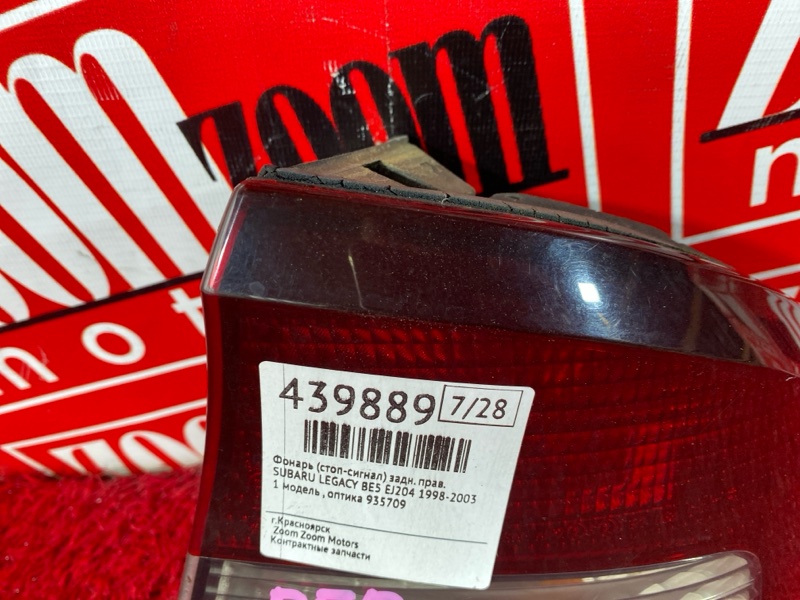 zoom
439889 7/28
Фонарь (стоп-сигнал) задн. прав.
SUBARU LEGACY BE5 EJ204 1998-2003
1 модель , оптика 935709
г.Красноярск
Zoom Zoom Motors
Контрактные запчасти